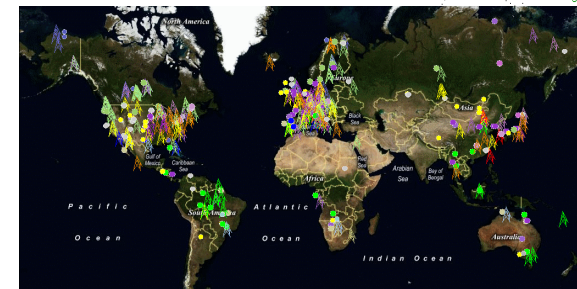 North America
Europe
Asia
Black
Sea
Gulf of
Mexico
Caribbean
Sea
Africa
Red
Sea
Arabian
Sea
Bay of
Bengal
Pacific
Ocean
Atlantic
Ocean
South America
Indian Ocean
Australia